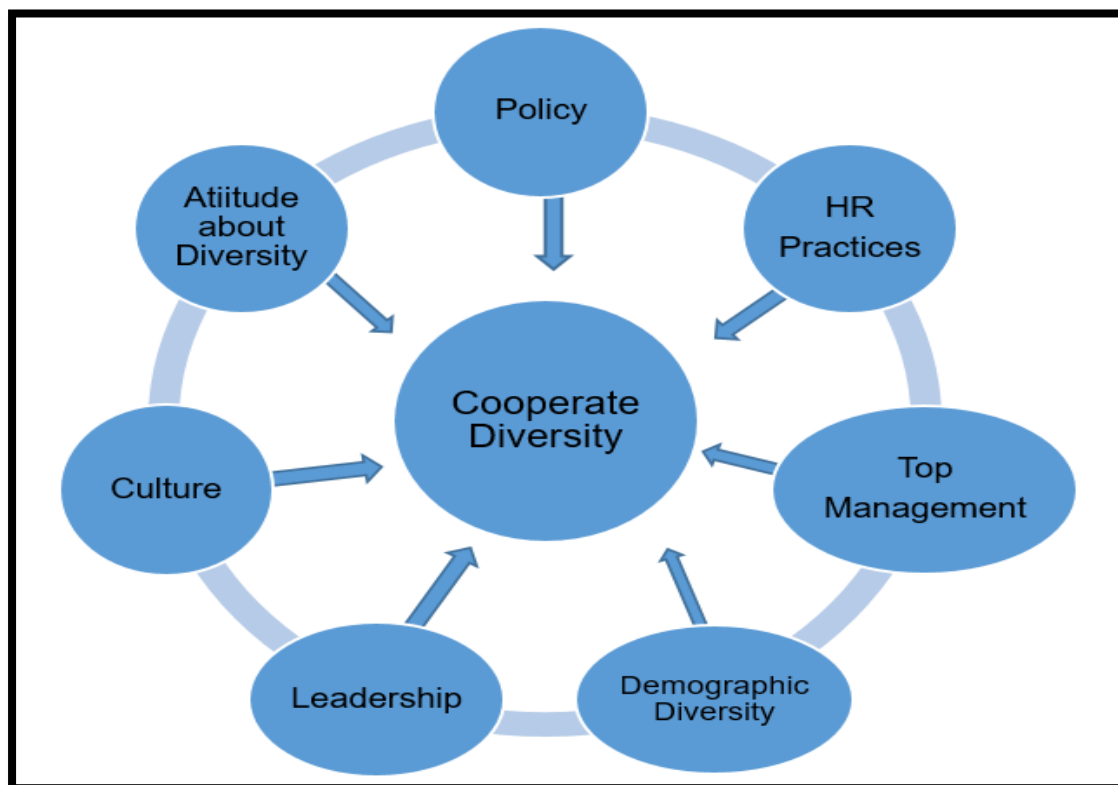 Policy
Atiitude
about
Diversity
HR
Practices
Cooperate
Diversity
Culture
Top
Management
Leadership
Demographic
Diversity